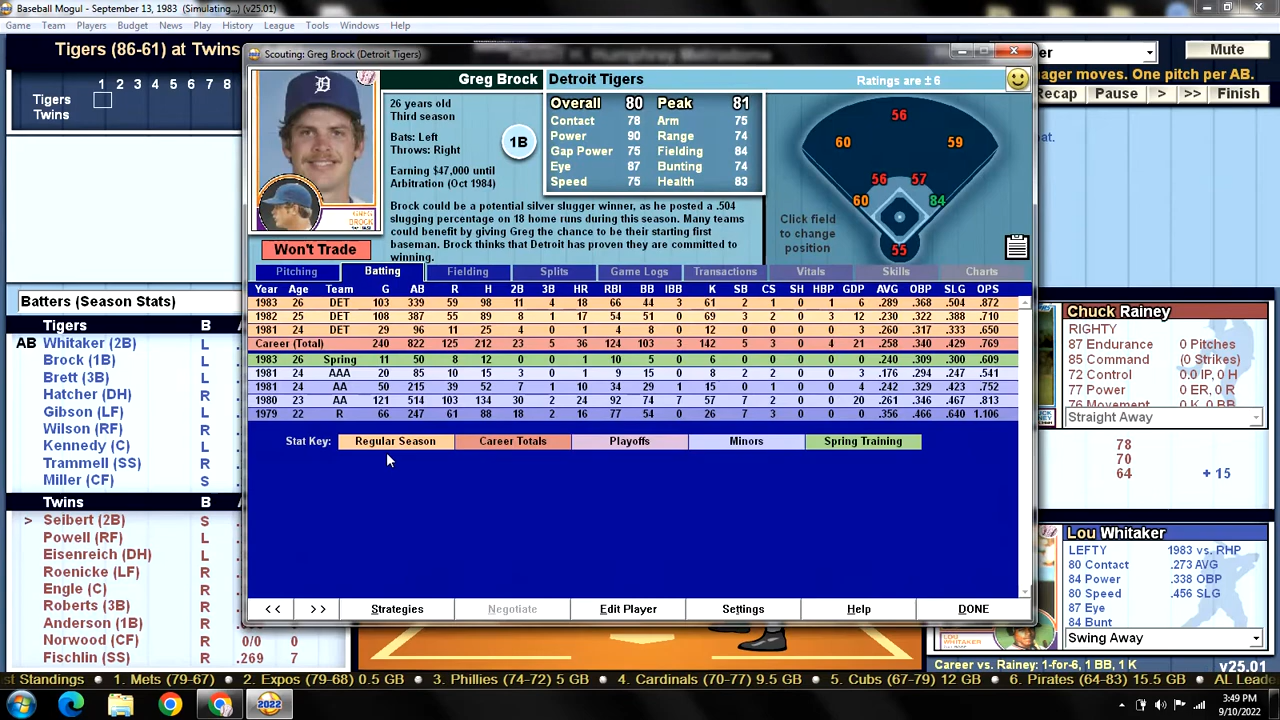 Baseball Mogul - September 13, 1983 (Simulating...) (v25.01)
Game Team Players Budget News Play History League Tools Windows Help
Tigers (86-61) at Twins
Mute
1 2 3 4 5 6 7 8
Tigers
Twins
One pitch per AB.
Recap Pause > >> Finish
Scouting: Greg Brock (Detroit Tigers)
Greg Brock
Detroit Tigers
Ratings are ± 6
26 years old
Third season
Bats: Left
Throws: Right
Earning $47,000 until
Arbitration (Oct 1984)
1B
Overall 80 Peak 81
Contact 78 Arm 75
Power 90 Range 74
Gap Power 75 Fielding 84
Eye 87 Bunting 74
Speed 75 Health 83
GREG BROCK
Brock could be a potential silver slugger winner, as he posted a .504
slugging percentage on 18 home runs during this season. Many teams
could benefit by giving Greg the chance to be their starting first
baseman. Brock thinks that Detroit has proven they are committed to
winning.
Won't Trade
56
60 59
56 57
60 84
55
Click field
to change
position
Pitching Batting Fielding Splits Game Logs Transactions Vitals Skills Charts
Year Age Team G AB R H 2B 3B HR RBI BB IBB K SB CS SH HBP GDP AVG OBP SLG OPS
1983 26 DET 103 339 59 98 11 4 18 66 44 3 61 2 1 0 1 6 .289 .368 .504 .872
1982 25 DET 108 387 55 89 8 1 17 54 51 0 69 3 2 0 3 12 .230 .322 .388 .710
1981 24 DET 29 96 11 25 4 0 1 4 8 0 12 0 0 0 0 3 .260 .317 .333 .650
Career (Total) 240 822 125 212 23 5 36 124 103 3 142 5 3 0 4 21 .258 .340 .429 .769
1983 26 Spring 11 50 8 12 0 0 1 10 5 0 6 0 0 0 0 0 .240 .309 .300 .609
1981 24 AAA 20 85 10 15 3 0 1 9 15 0 8 2 2 0 0 3 .176 .294 .247 .541
1981 24 AA 50 215 39 52 7 1 10 34 29 1 15 0 1 0 0 4 .242 .329 .423 .752
1980 23 AA 121 514 103 134 30 2 24 92 74 0 57 7 2 0 0 20 .261 .346 .467 .813
1979 22 R 66 247 61 88 18 2 16 77 54 0 26 7 3 0 0 0 .356 .466 .640 1.106
Stat Key: Regular Season Career Totals Playoffs Minors Spring Training
<< >> Strategies Negotiate Edit Player Settings Help DONE
Batters (Season Stats)
Tigers B
AB Whitaker (2B) L
Brock (1B) L
Brett (3B) L
Hatcher (DH) R
Gibson (LF) L
Wilson (RF) R
Kennedy (C) L
Trammell (SS) R
Miller (CF) S
Twins B
> Seibert (2B) S
Powell (RF) L
Eisenreich (DH) L
Roenicke (LF) R
Engle (C) R
Roberts (3B) R
Anderson (1B) R
Norwood (CF) R 0/0 0
Fischlin (SS) R .269 7
Chuck Rainey
RIGHTY
87 Endurance 0 Pitches
85 Command (0 Strikes)
72 Control 0.0 IP, 0 H
77 Power 0 ER, 0 R
76 Movement
Straight Away
78
70
64 + 15
Lou Whitaker
LEFTY 1983 vs. RHP
80 Contact .273 AVG
84 Power .338 OBP
80 Speed .456 SLG
87 Eye
84 Bunt
Swing Away
Career vs. Rainey: 1-for-6, 1 BB, 1 K
v25.01
st Standings 1. Mets (79-67) 2. Expos (79-68) 0.5 GB 3. Phillies (74-72) 5 GB 4. Cardinals (70-77) 9.5 GB 5. Cubs (67-79) 12 GB 6. Pirates (64-83) 15.5 GB AL Leade
2022
3:49 PM
9/10/2022